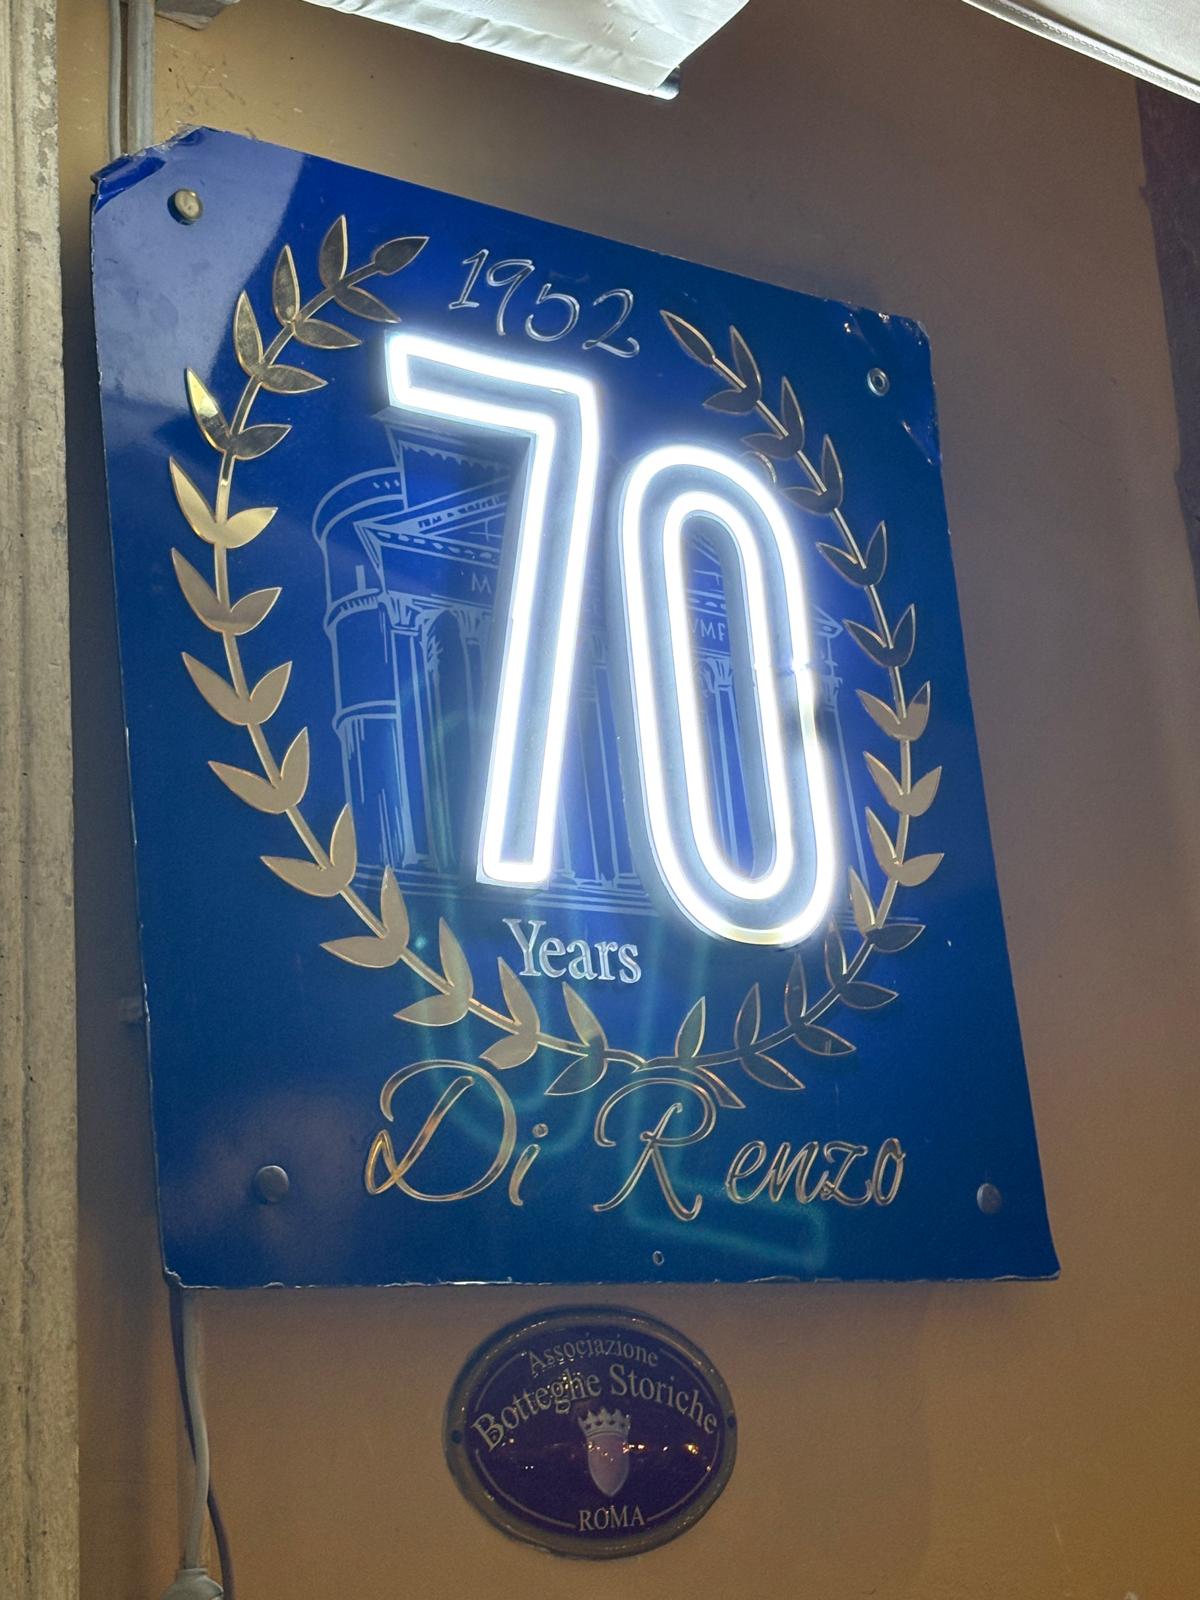 1952
70
Years
Di Renzo
Associazione
Botteghe Storiche
ROMA